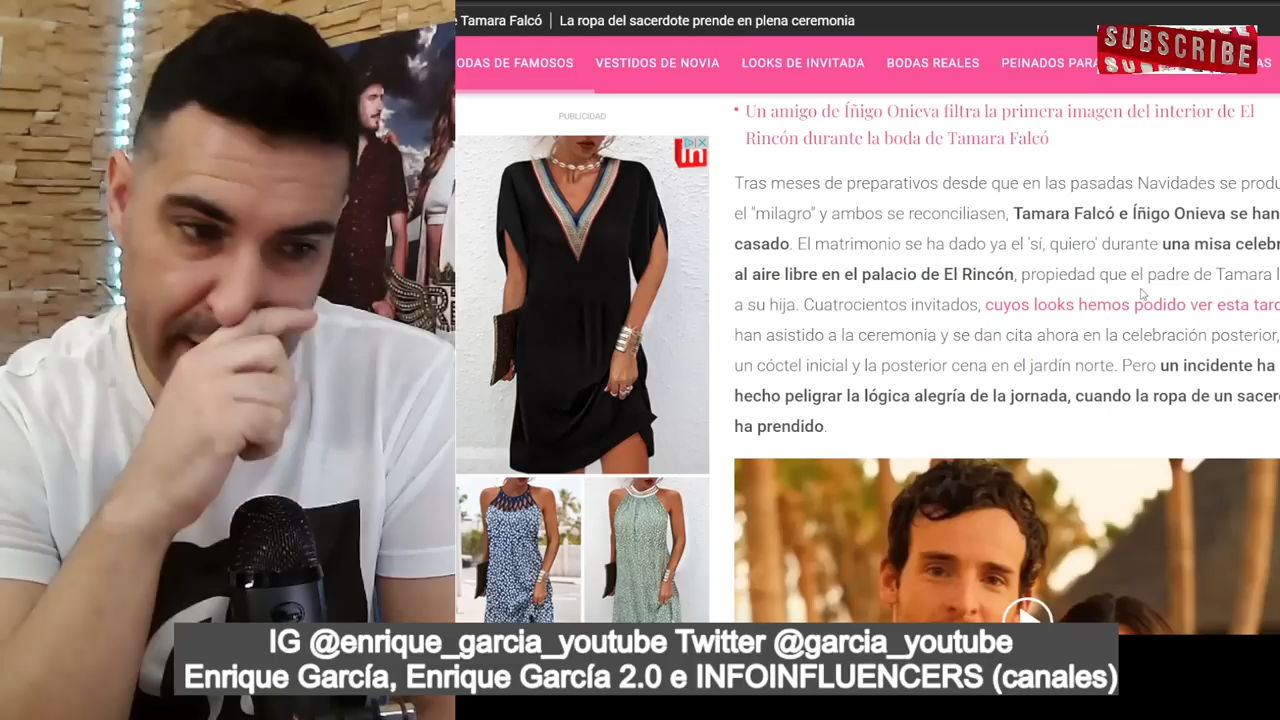 e Tamara Falcó | La ropa del sacerdote prende en plena ceremonia
SUBSCRIBE
ODAS DE FAMOSOS VESTIDOS DE NOVIA LOOKS DE INVITADA BODAS REALES PEINADOS PARA AS
PUBLICIDAD
• Un amigo de Íñigo Onieva filtra la primera imagen del interior de El
Rincón durante la boda de Tamara Falcó
Tras meses de preparativos desde que en las pasadas Navidades se produ
el "milagro" y ambos se reconciliasen, Tamara Falcó e Íñigo Onieva se han
casado. El matrimonio se ha dado ya el 'sí, quiero' durante una misa celebr
al aire libre en el palacio de El Rincón, propiedad que el padre de Tamara l
a su hija. Cuatrocientos invitados, cuyos looks hemos podido ver esta tard
han asistido a la ceremonia y se dan cita ahora en la celebración posterior,
un cóctel inicial y la posterior cena en el jardín norte. Pero un incidente ha
hecho peligrar la lógica alegría de la jornada, cuando la ropa de un sacer
ha prendido.
IG @enrique_garcia_youtube Twitter @garcia_youtube
Enrique García, Enrique García 2.0 e INFOINFLUENCERS (canales)